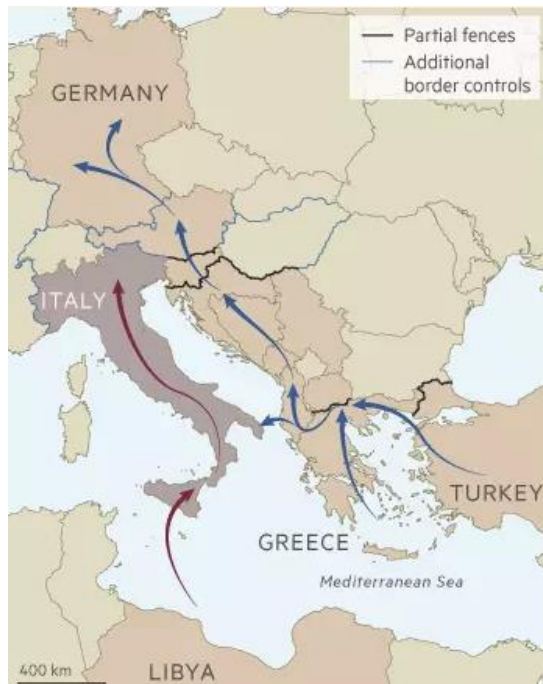 Partial fences
Additional
border controls
GERMANY
ITALY
TURKEY
GREECE
Mediterranean Sea
400 km
LIBYA